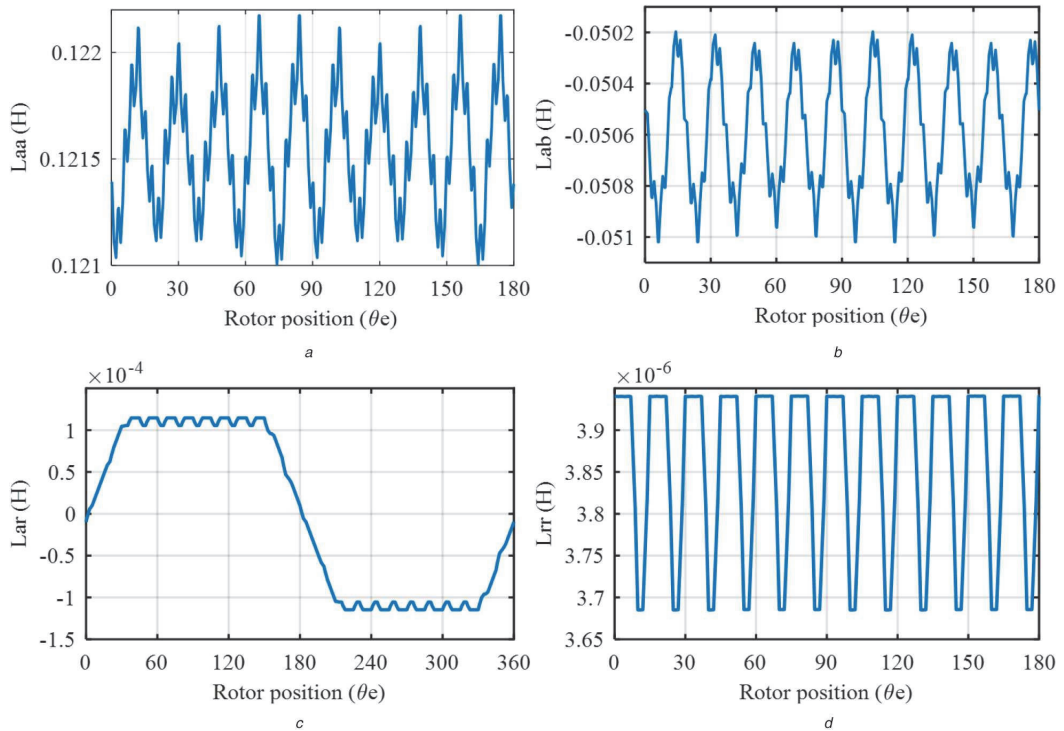 0.122
0.1215
0.121
Laa (H)
0 30 60 90 120 150 180
Rotor position (θe)
a
-0.0502
-0.0504
-0.0506
-0.0508
-0.051
Lab (H)
0 30 60 90 120 150 180
Rotor position (θe)
b
×10⁻⁴
1
0.5
0
-0.5
-1
-1.5
Lar (H)
0 60 120 180 240 300 360
Rotor position (θe)
c
×10⁻⁶
3.9
3.85
3.8
3.75
3.7
3.65
Lrr (H)
0 30 60 90 120 150 180
Rotor position (θe)
d